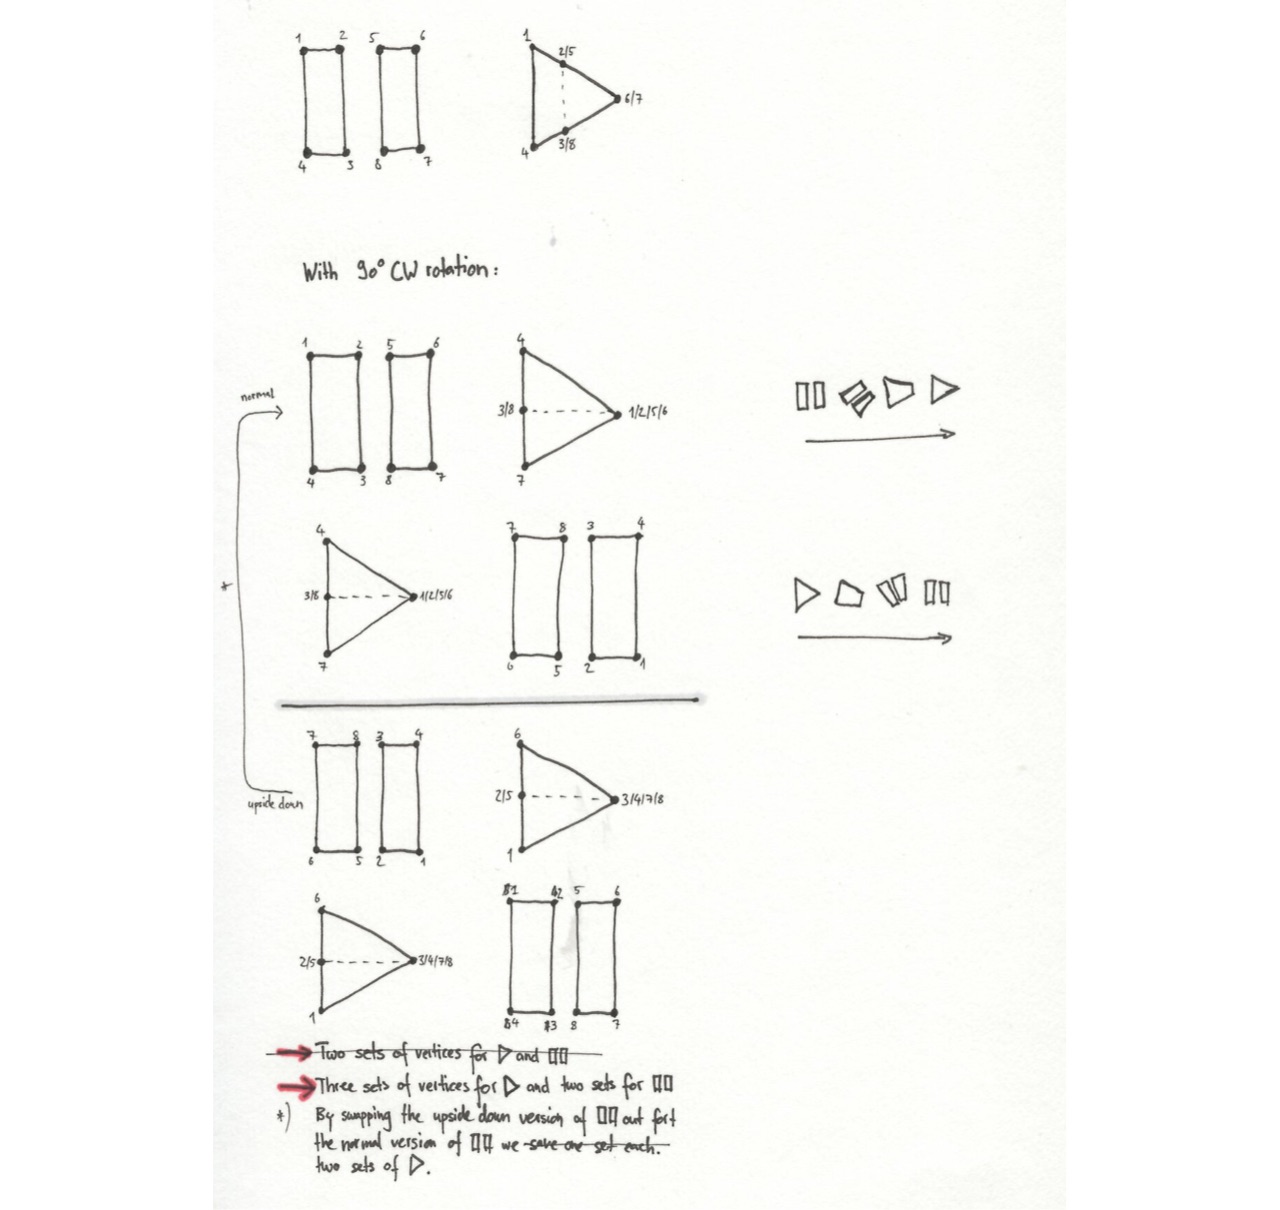 1 2 5 6 1 2/5
6/7
4 3 8 7 4 3/8
With 90° CW rotation:
1 2 5 6 4
normal
3/8 1/2/5/6
4 3 8 7 7
4 7 8 3 4
3/8 1/2/5/6
7 6 5 2 1
7 8 3 4 6
2/5 3/4/7/8
upside down
6 5 2 1 1
6 1 2 5 6
2/5 3/4/7/8
1 4 3 8 7
Two sets of vertices for ▷ and ▯▯
Three sets of vertices for ▷ and two sets for ▯▯
*) By swapping the upside down version of ▯▯ out fort
the normal version of ▯▯ we save one set each.
two sets of ▷.